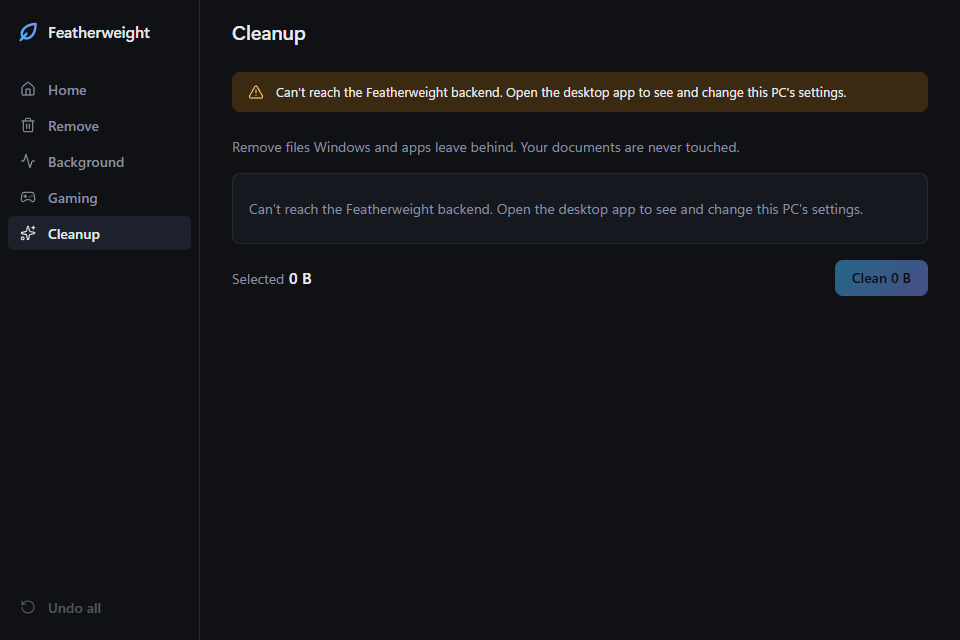 Featherweight
Home
Remove
Background
Gaming
Cleanup
Undo all
Cleanup
Can't reach the Featherweight backend. Open the desktop app to see and change this PC's settings.
Remove files Windows and apps leave behind. Your documents are never touched.
Can't reach the Featherweight backend. Open the desktop app to see and change this PC's settings.
Selected 0 B
Clean 0 B